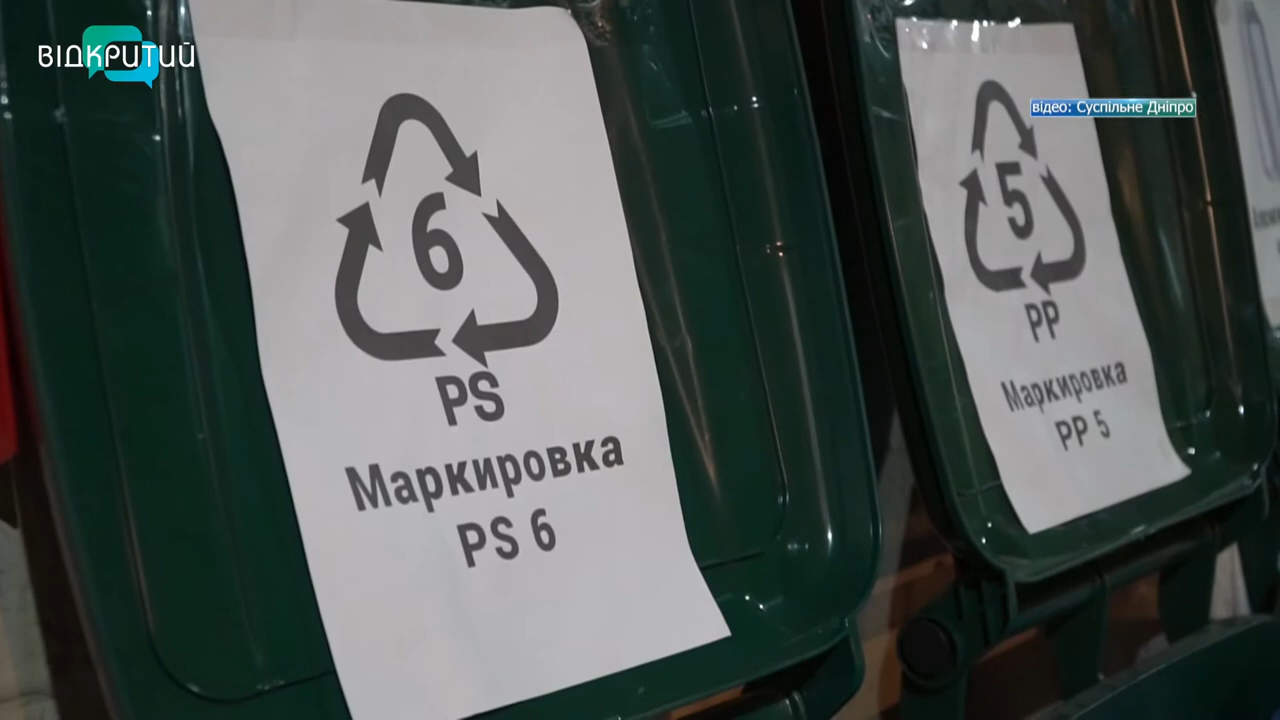 ВІДКРИТИЙ
відео: Суспільне Дніпро
6
PS
Маркировка
PS 6
5
PP
Маркировка
PP 5